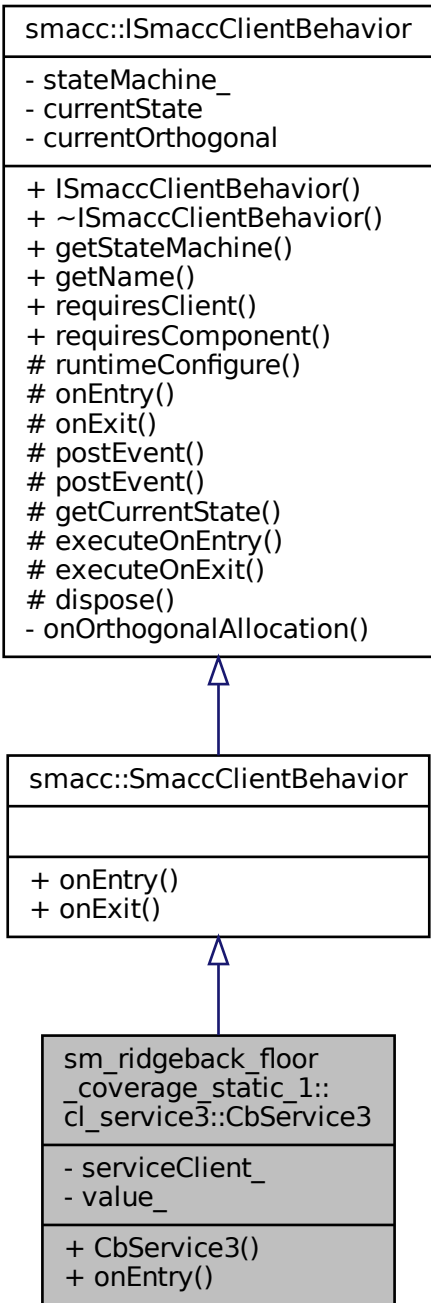 smacc::ISmaccClientBehavior
- stateMachine_
- currentState
- currentOrthogonal
+ ISmaccClientBehavior()
+ ~ISmaccClientBehavior()
+ getStateMachine()
+ getName()
+ requiresClient()
+ requiresComponent()
# runtimeConfigure()
# onEntry()
# onExit()
# postEvent()
# postEvent()
# getCurrentState()
# executeOnEntry()
# executeOnExit()
# dispose()
- onOrthogonalAllocation()
smacc::SmaccClientBehavior
+ onEntry()
+ onExit()
sm_ridgeback_floor
_coverage_static_1::
cl_service3::CbService3
- serviceClient_
- value_
+ CbService3()
+ onEntry()